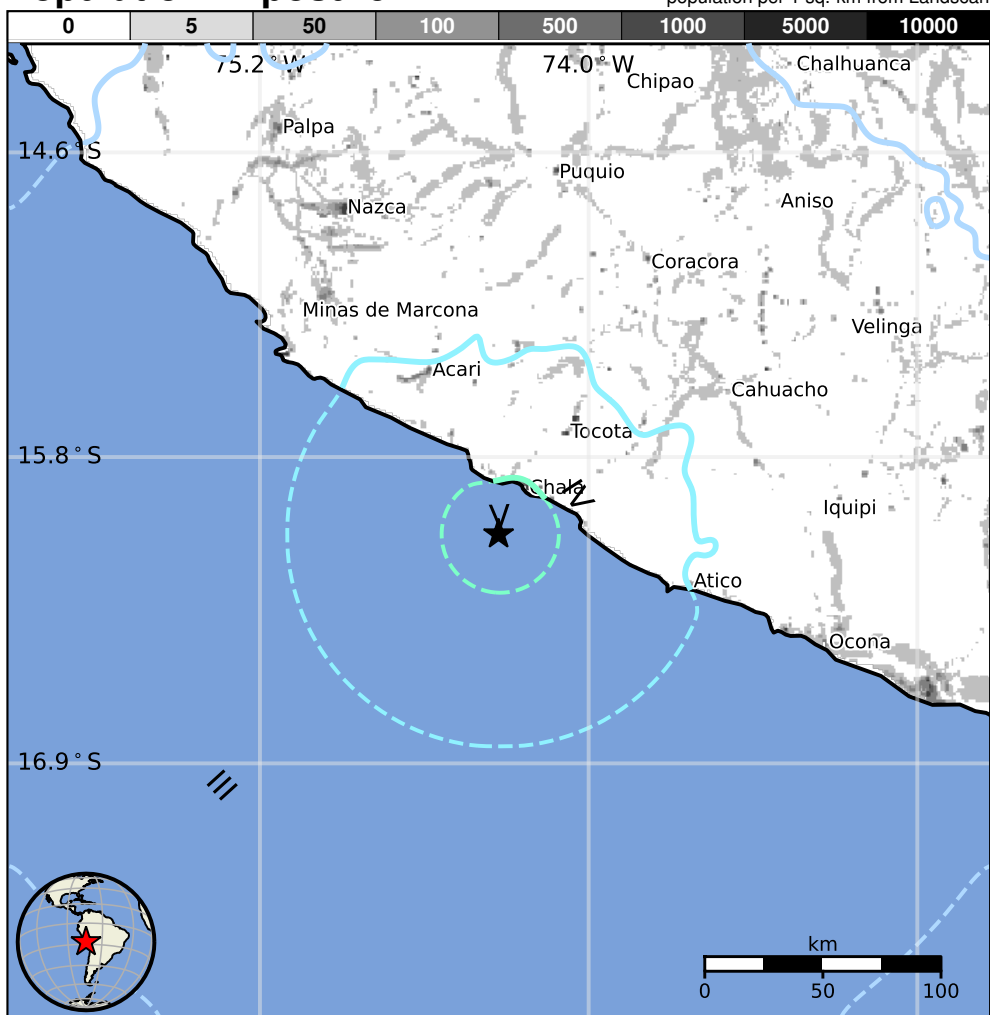 population per 1 sq. km from Landscan
0 5 50 100 500 1000 5000 10000
75.2°W 74.0°W Chalhuanca
Chipao
Palpa
14.6°S
Puquio
Nazca Aniso
Coracora
Minas de Marcona
Velinga
Acari
Cahuacho
Tocota
15.8°S
Chala
IV
Iquipi
V
Atico
Ocona
16.9°S
III
km
0 50 100